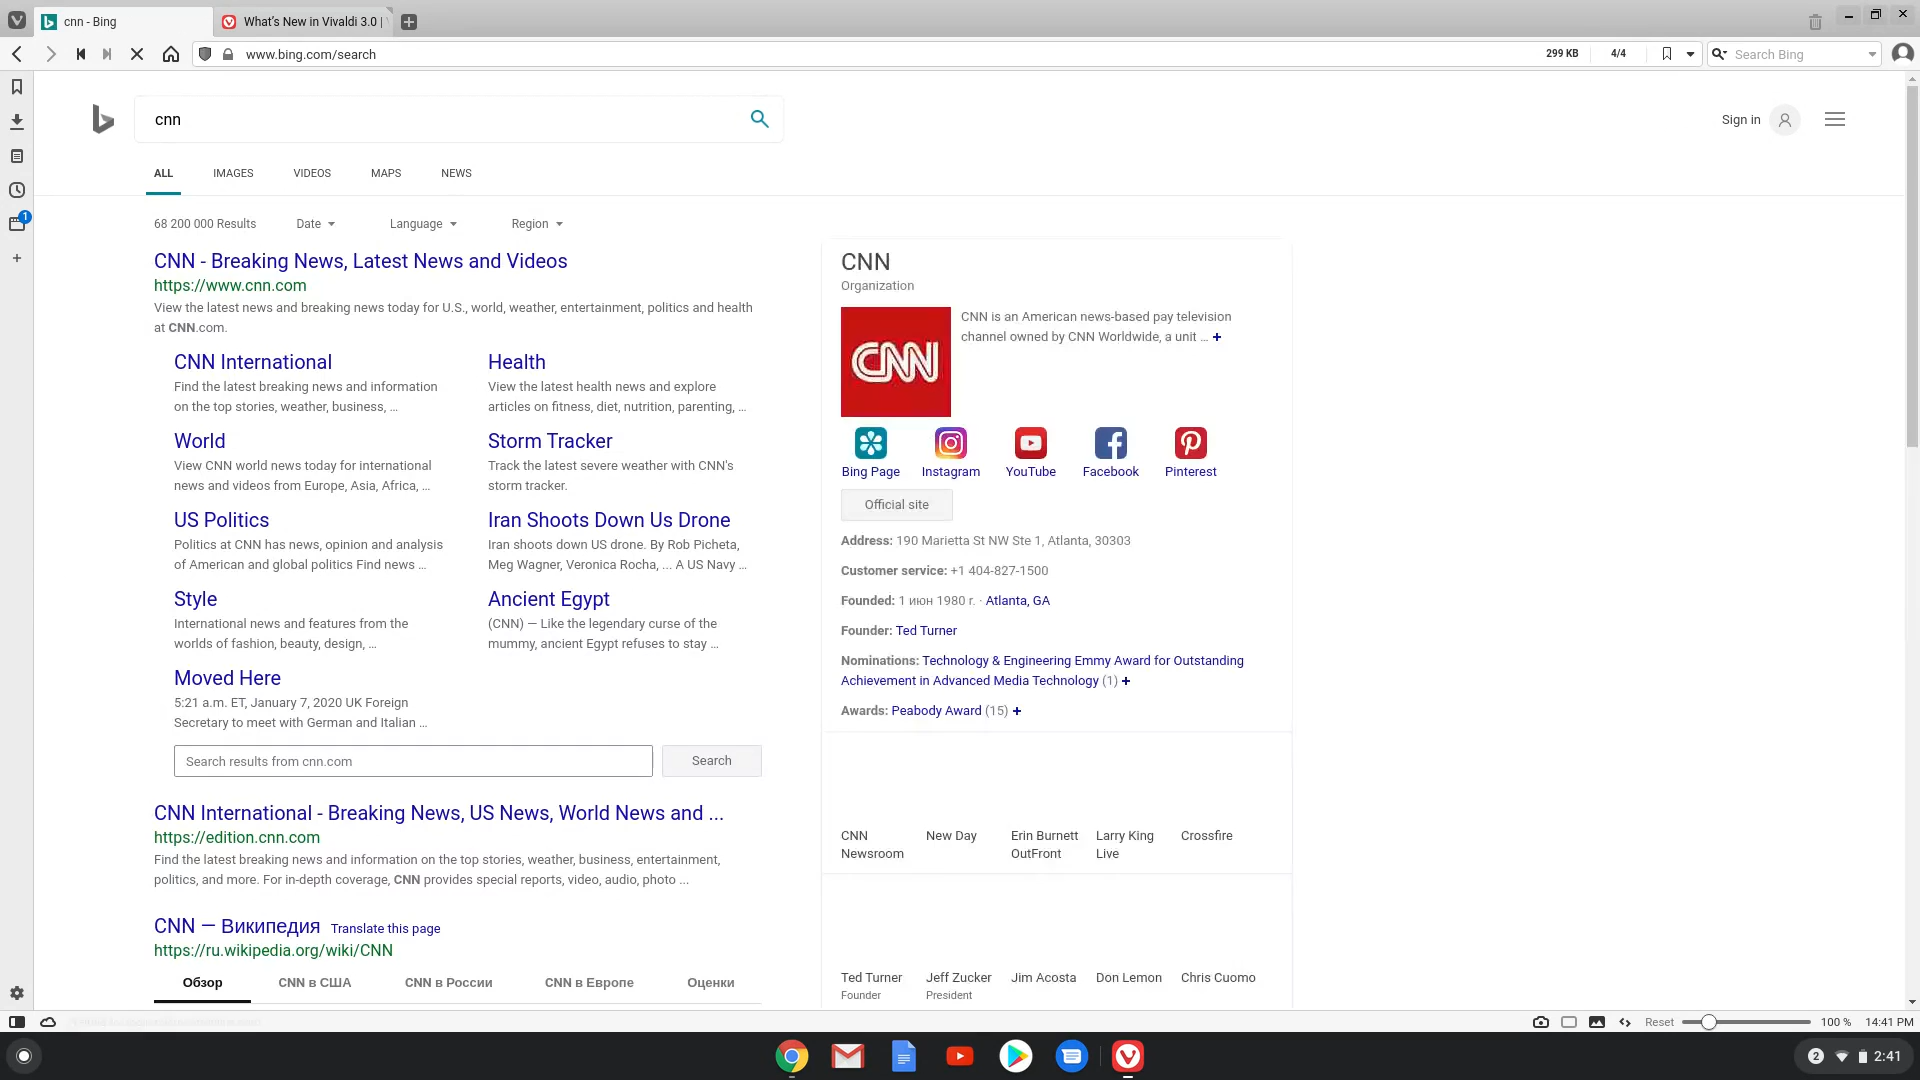 cnn - Bing
What's New in Vivaldi 3.0 |
www.bing.com/search
299 KB
4/4
Search Bing
cnn
Sign in
ALL
IMAGES
VIDEOS
MAPS
NEWS
68 200 000 Results
Date
Language
Region
CNN - Breaking News, Latest News and Videos
https://www.cnn.com
View the latest news and breaking news today for U.S., world, weather, entertainment, politics and health
at CNN.com.
CNN International
Find the latest breaking news and information
on the top stories, weather, business, ...
Health
View the latest health news and explore
articles on fitness, diet, nutrition, parenting, ...
World
View CNN world news today for international
news and videos from Europe, Asia, Africa, ...
Storm Tracker
Track the latest severe weather with CNN's
storm tracker.
US Politics
Politics at CNN has news, opinion and analysis
of American and global politics Find news ...
Iran Shoots Down Us Drone
Iran shoots down US drone. By Rob Picheta,
Meg Wagner, Veronica Rocha, ... A US Navy ...
Style
International news and features from the
worlds of fashion, beauty, design, ...
Ancient Egypt
(CNN) — Like the legendary curse of the
mummy, ancient Egypt refuses to stay ...
Moved Here
5:21 a.m. ET, January 7, 2020 UK Foreign
Secretary to meet with German and Italian ...
Search results from cnn.com
Search
CNN International - Breaking News, US News, World News and ...
https://edition.cnn.com
Find the latest breaking news and information on the top stories, weather, business, entertainment,
politics, and more. For in-depth coverage, CNN provides special reports, video, audio, photo ...
CNN — Википедия Translate this page
https://ru.wikipedia.org/wiki/CNN
Обзор
CNN в США
CNN в России
CNN в Европе
Оценки
CNN
Organization
CNN
CNN is an American news-based pay television
channel owned by CNN Worldwide, a unit ... +
Bing Page
Instagram
YouTube
Facebook
Pinterest
Official site
Address: 190 Marietta St NW Ste 1, Atlanta, 30303
Customer service: +1 404-827-1500
Founded: 1 июн 1980 г. · Atlanta, GA
Founder: Ted Turner
Nominations: Technology & Engineering Emmy Award for Outstanding
Achievement in Advanced Media Technology (1) +
Awards: Peabody Award (15) +
CNN
Newsroom
New Day
Erin Burnett
OutFront
Larry King
Live
Crossfire
Ted Turner
Founder
Jeff Zucker
President
Jim Acosta
Don Lemon
Chris Cuomo
1
Reset
100 %
14:41 PM
2
2:41